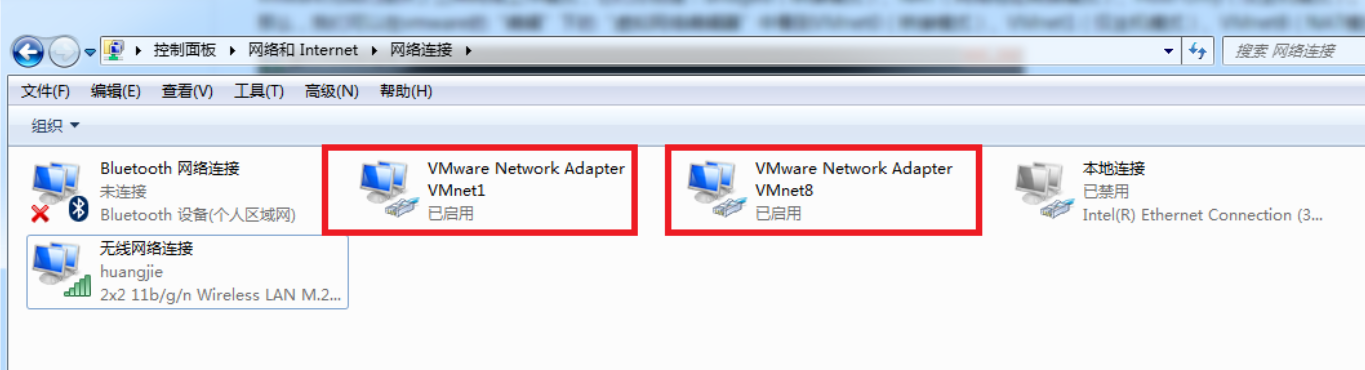 控制面板 网络和 Internet 网络连接
搜索 网络连接
文件(F) 编辑(E) 查看(V) 工具(T) 高级(N) 帮助(H)
组织
Bluetooth 网络连接
未连接
Bluetooth 设备(个人区域网)
VMware Network Adapter
VMnet1
已启用
VMware Network Adapter
VMnet8
已启用
本地连接
已禁用
Intel(R) Ethernet Connection (3...
无线网络连接
huangjie
2x2 11b/g/n Wireless LAN M.2...